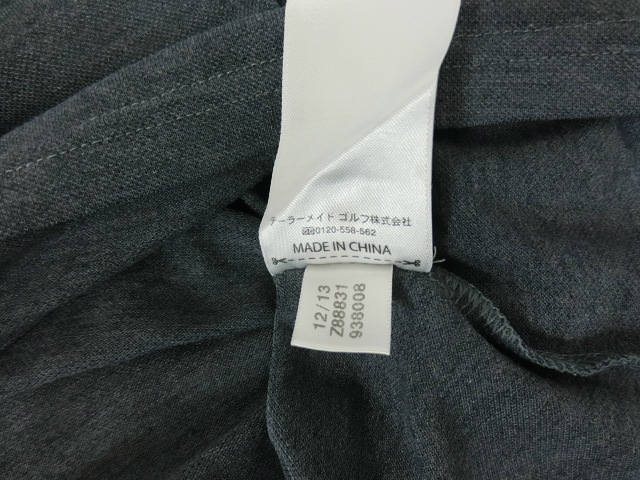 テーラーメイド ゴルフ株式会社
0120-558-562
MADE IN CHINA
12/13
Z88831
938008